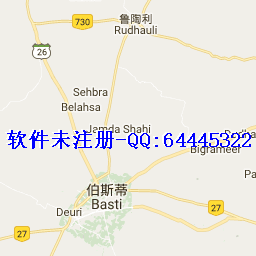 730
鲁陶利
Rudhauli
26
Sehbra
Belahsa
Jamda Shahi
软件未注册-QQ:64445322
Bigrameer
伯斯蒂
Basti
Deuri
27
27